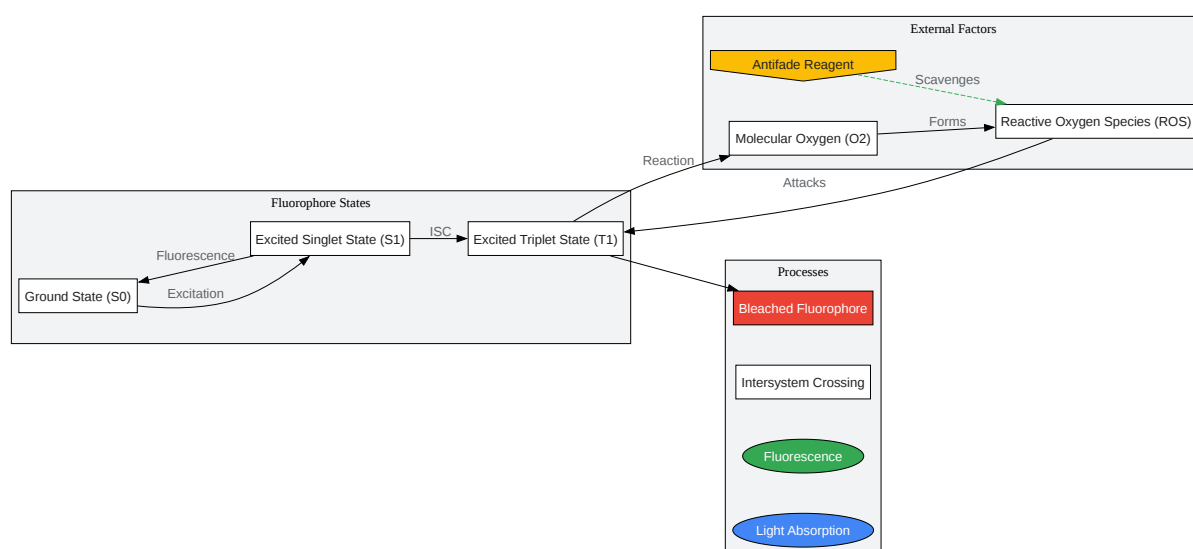 External Factors
Antifade Reagent
Scavenges
Molecular Oxygen (O2)
Forms
Reactive Oxygen Species (ROS)
Reaction
Attacks
Fluorophore States
Excited Singlet State (S1)
ISC
Excited Triplet State (T1)
Fluorescence
Ground State (S0)
Excitation
Processes
Bleached Fluorophore
Intersystem Crossing
Fluorescence
Light Absorption